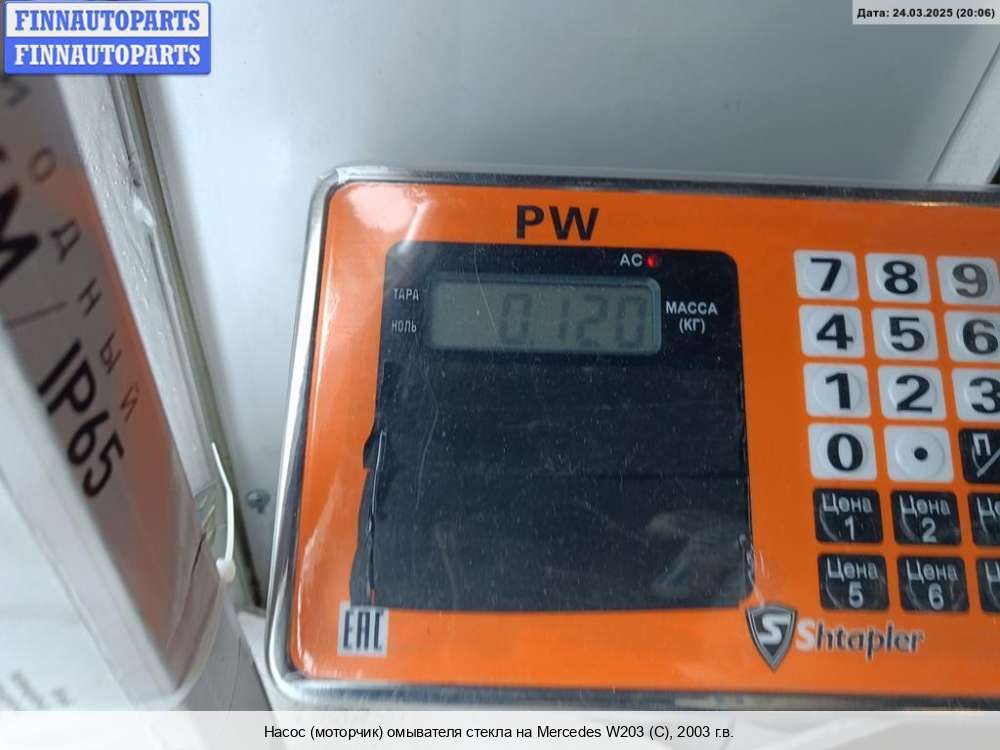 FINNAUTOPARTS
FINNAUTOPARTS
Дата: 24.03.2025 (20:06)
модный
М / IP65
PW
AC
ТАРА
НОЛЬ
0.120
МАССА
(КГ)
7 8 9
4 5 6
1 2 3
0 .
П/
Цена 1
Цена 2
Цена 5
Цена 6
EAC
S Shtapler
Насос (моторчик) омывателя стекла на Mercedes W203 (C), 2003 г.в.